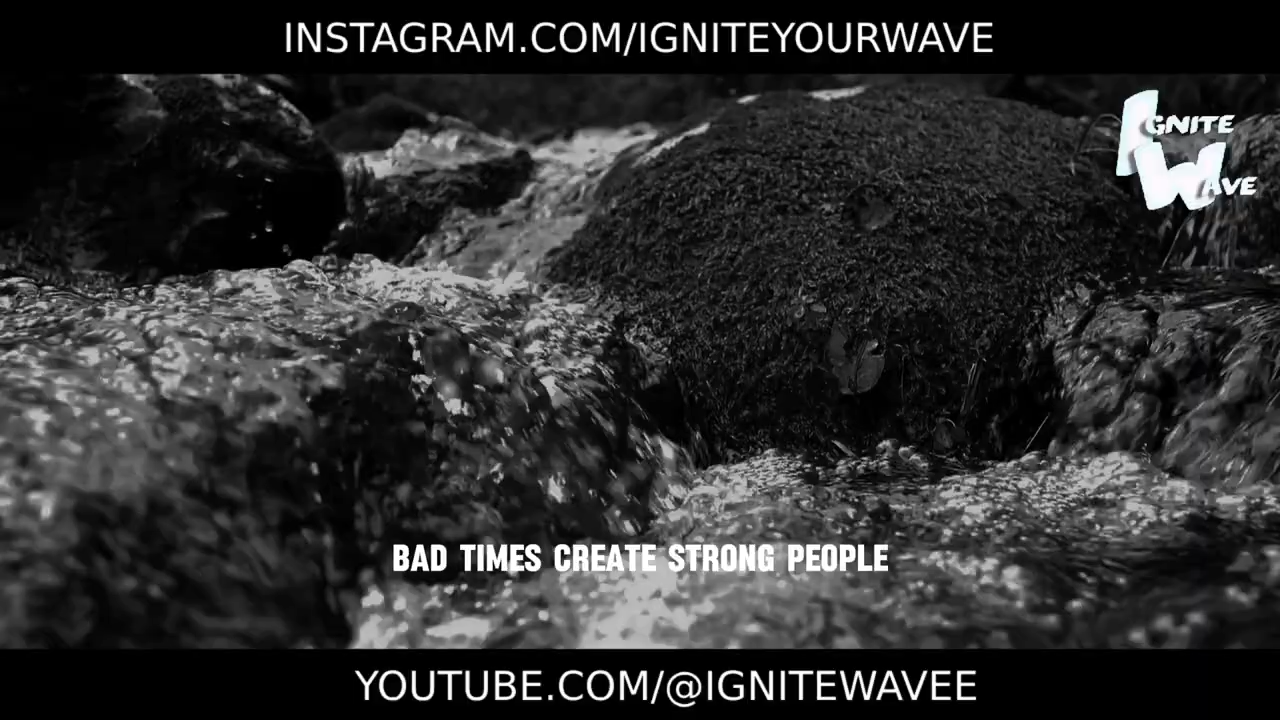 INSTAGRAM.COM/IGNITEYOURWAVE
IGNITE
WAVE
BAD TIMES CREATE STRONG PEOPLE
YOUTUBE.COM/@IGNITEWAVEE